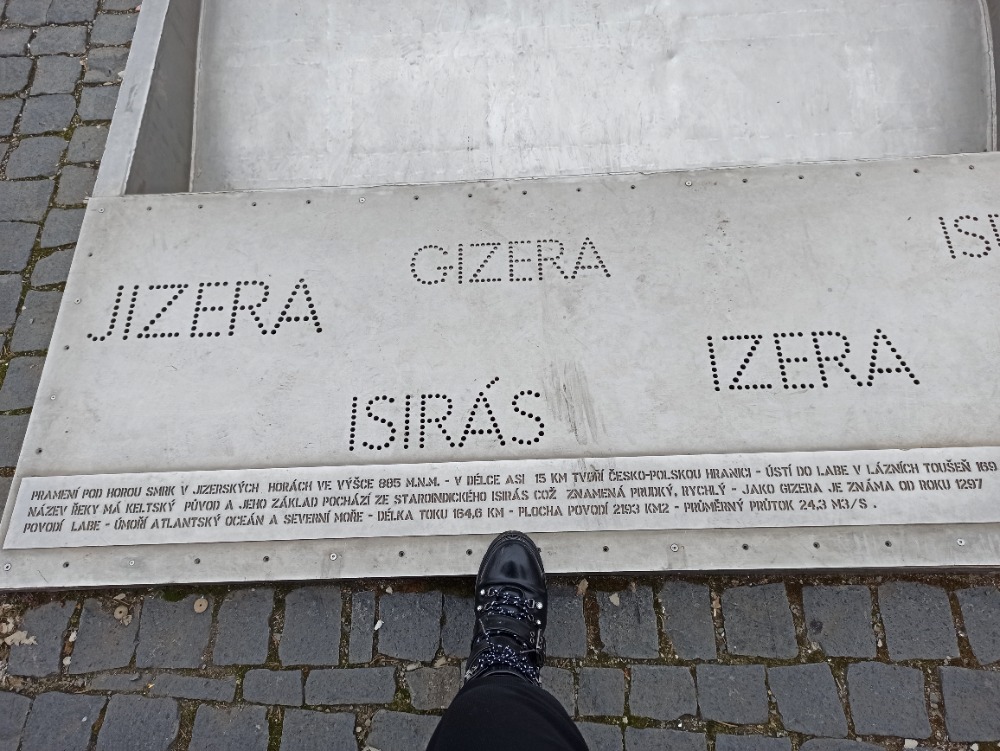 GIZERA
ISI
JIZERA
IZERA
ISIRÁS
PRAMENÍ POD HOROU SMRK V JIZERSKÝCH HORÁCH VE VÝŠCE 885 M.N.M. - V DÉLCE ASI 15 KM TVOŘÍ ČESKO-POLSKOU HRANICI - ÚSTÍ DO LABE V LÁZNÍCH TOUŠEŇ 169
NÁZEV ŘEKY MÁ KELTSKÝ PŮVOD A JEHO ZÁKLAD POCHÁZÍ ZE STAROINDICKÉHO ISIRÁS COŽ ZNAMENÁ PRUDKÝ, RYCHLÝ - JAKO GIZERA JE ZNÁMA OD ROKU 1297
POVODÍ LABE - ÚMOŘÍ ATLANTSKÝ OCEÁN A SEVERNÍ MOŘE - DÉLKA TOKU 164,6 KM - PLOCHA POVODÍ 2193 KM2 - PRŮMĚRNÝ PRŮTOK 24,3 M3/S .